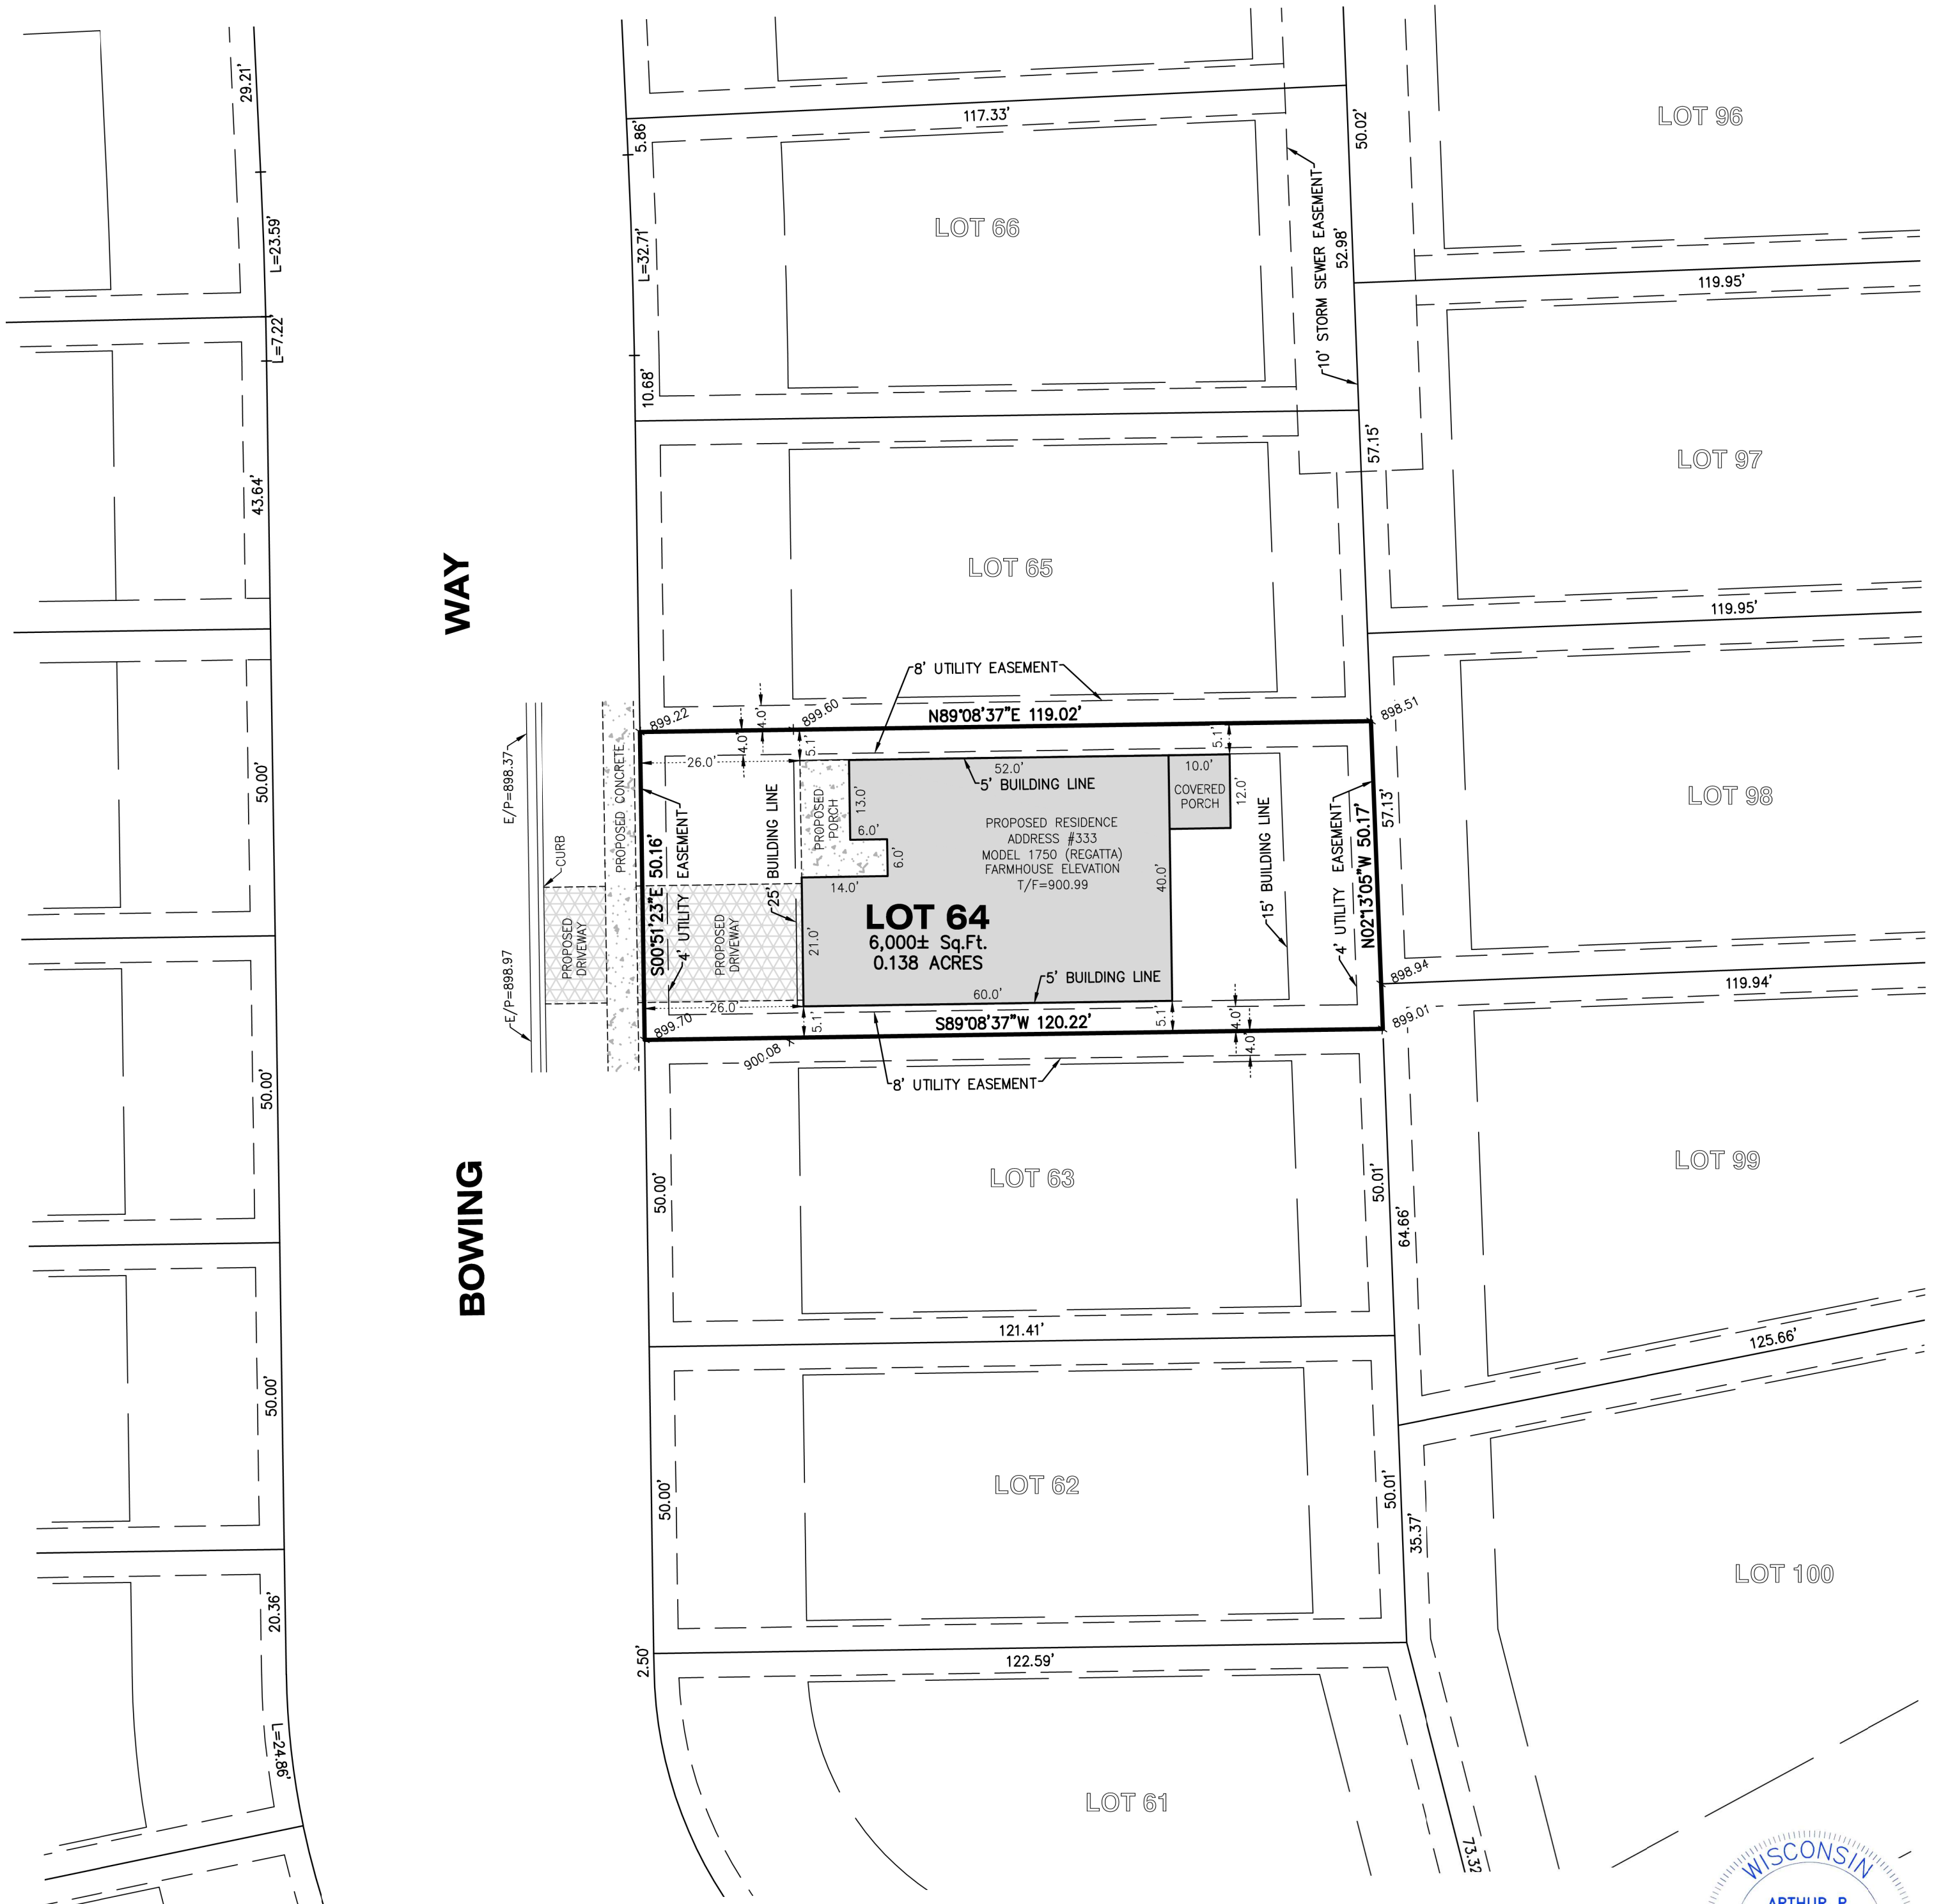 29.21'
L=23.59'
L=7.22'
43.64'
50.00'
50.00'
50.00'
20.36'
L=24.86'
WAY
BOWING
117.33'
5.86'
50.02'
LOT 96
LOT 66
L=32.71'
10' STORM SEWER EASEMENT
52.98'
119.95'
10.68'
57.15'
LOT 97
LOT 65
119.95'
8' UTILITY EASEMENT
899.22
4.0'
4.0'
899.60
N89°08'37"E 119.02'
898.51
E/P=898.37
PROPOSED CONCRETE
26.0'
5.1'
5.1'
52.0'
5' BUILDING LINE
10.0'
COVERED
PORCH
12.0'
PROPOSED
PORCH
13.0'
6.0'
6.0'
14.0'
PROPOSED RESIDENCE
ADDRESS #333
MODEL 1750 (REGATTA)
FARMHOUSE ELEVATION
T/F=900.99
40.0'
LOT 98
57.13'
CURB
S00°51'23"E 50.16'
4' UTILITY EASEMENT
25' BUILDING LINE
15' BUILDING LINE
4' UTILITY EASEMENT
N02°13'05"W 50.17'
LOT 64
6,000± Sq.Ft.
0.138 ACRES
PROPOSED
DRIVEWAY
PROPOSED
DRIVEWAY
21.0'
E/P=898.97
26.0'
60.0'
5' BUILDING LINE
898.94
119.94'
899.70
5.1'
S89°08'37"W 120.22'
5.1'
4.0'
4.0'
899.01
900.08 x
8' UTILITY EASEMENT
50.00'
LOT 63
50.01'
64.66'
LOT 99
121.41'
125.66'
50.00'
LOT 62
50.01'
35.37'
LOT 100
2.50'
122.59'
LOT 61
73.32
WISCONSIN
ARTHUR R